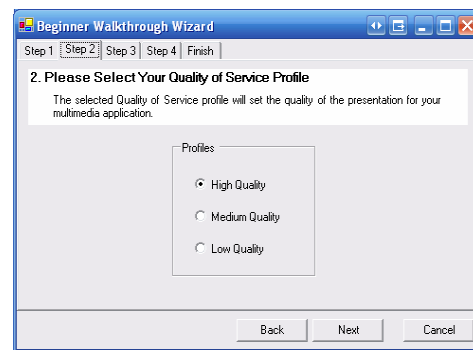 Beginner Walkthrough Wizard
Step 1 Step 2 Step 3 Step 4 Finish
2. Please Select Your Quality of Service Profile
The selected Quality of Service profile will set the quality of the presentation for your
multimedia application.
Profiles
High Quality
Medium Quality
Low Quality
Back Next Cancel